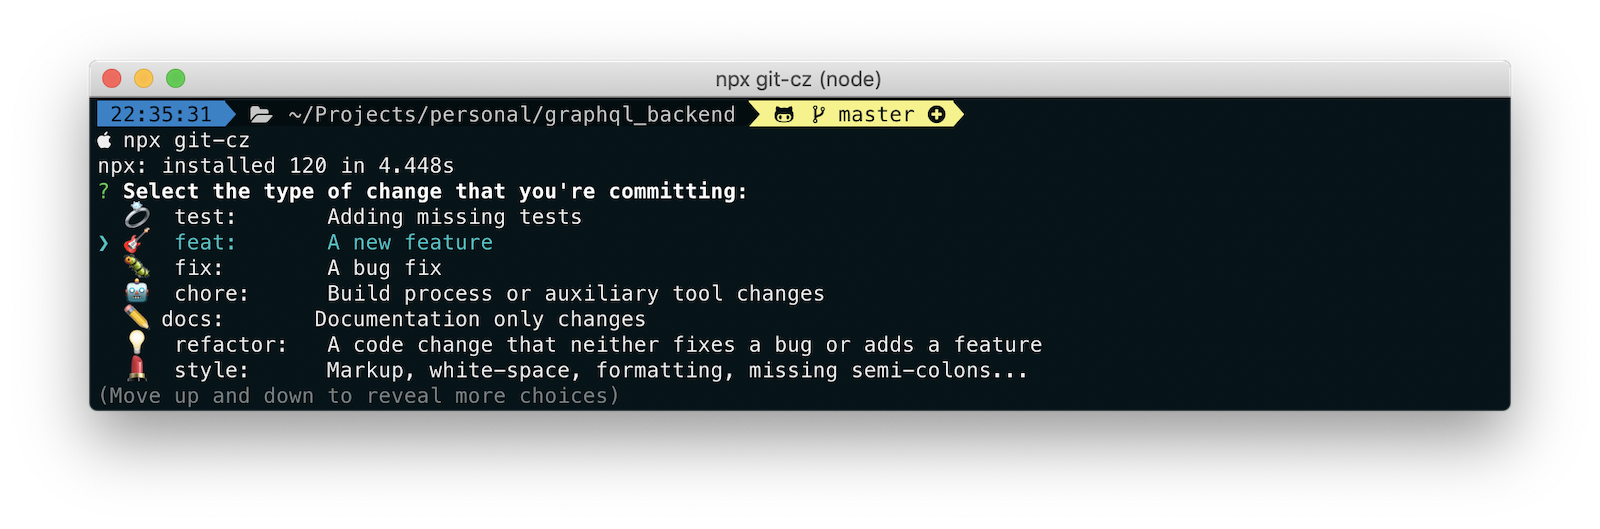 npx git-cz (node)
22:35:31 ~/Projects/personal/graphql_backend master
npx git-cz
npx: installed 120 in 4.448s
? Select the type of change that you're committing:
test: Adding missing tests
❯ feat: A new feature
fix: A bug fix
chore: Build process or auxiliary tool changes
docs: Documentation only changes
refactor: A code change that neither fixes a bug or adds a feature
style: Markup, white-space, formatting, missing semi-colons...
(Move up and down to reveal more choices)